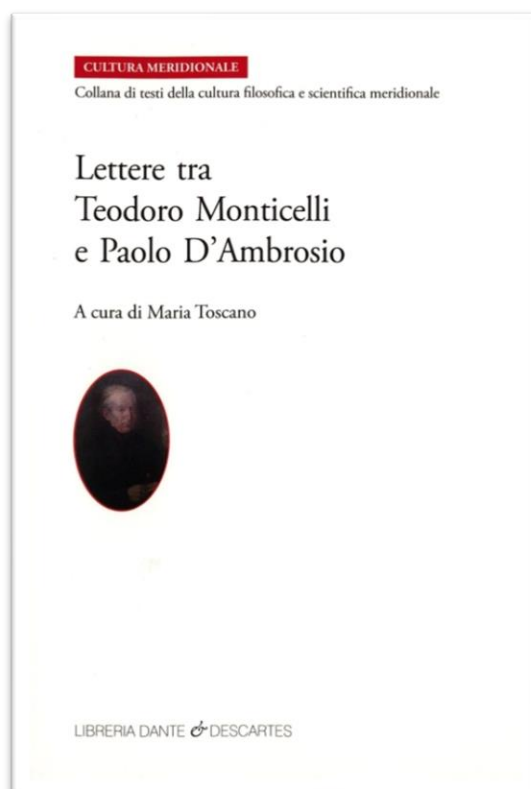 CULTURA MERIDIONALE
Collana di testi della cultura filosofica e scientifica meridionale
Lettere tra
Teodoro Monticelli
e Paolo D'Ambrosio
A cura di Maria Toscano
LIBRERIA DANTE & DESCARTES